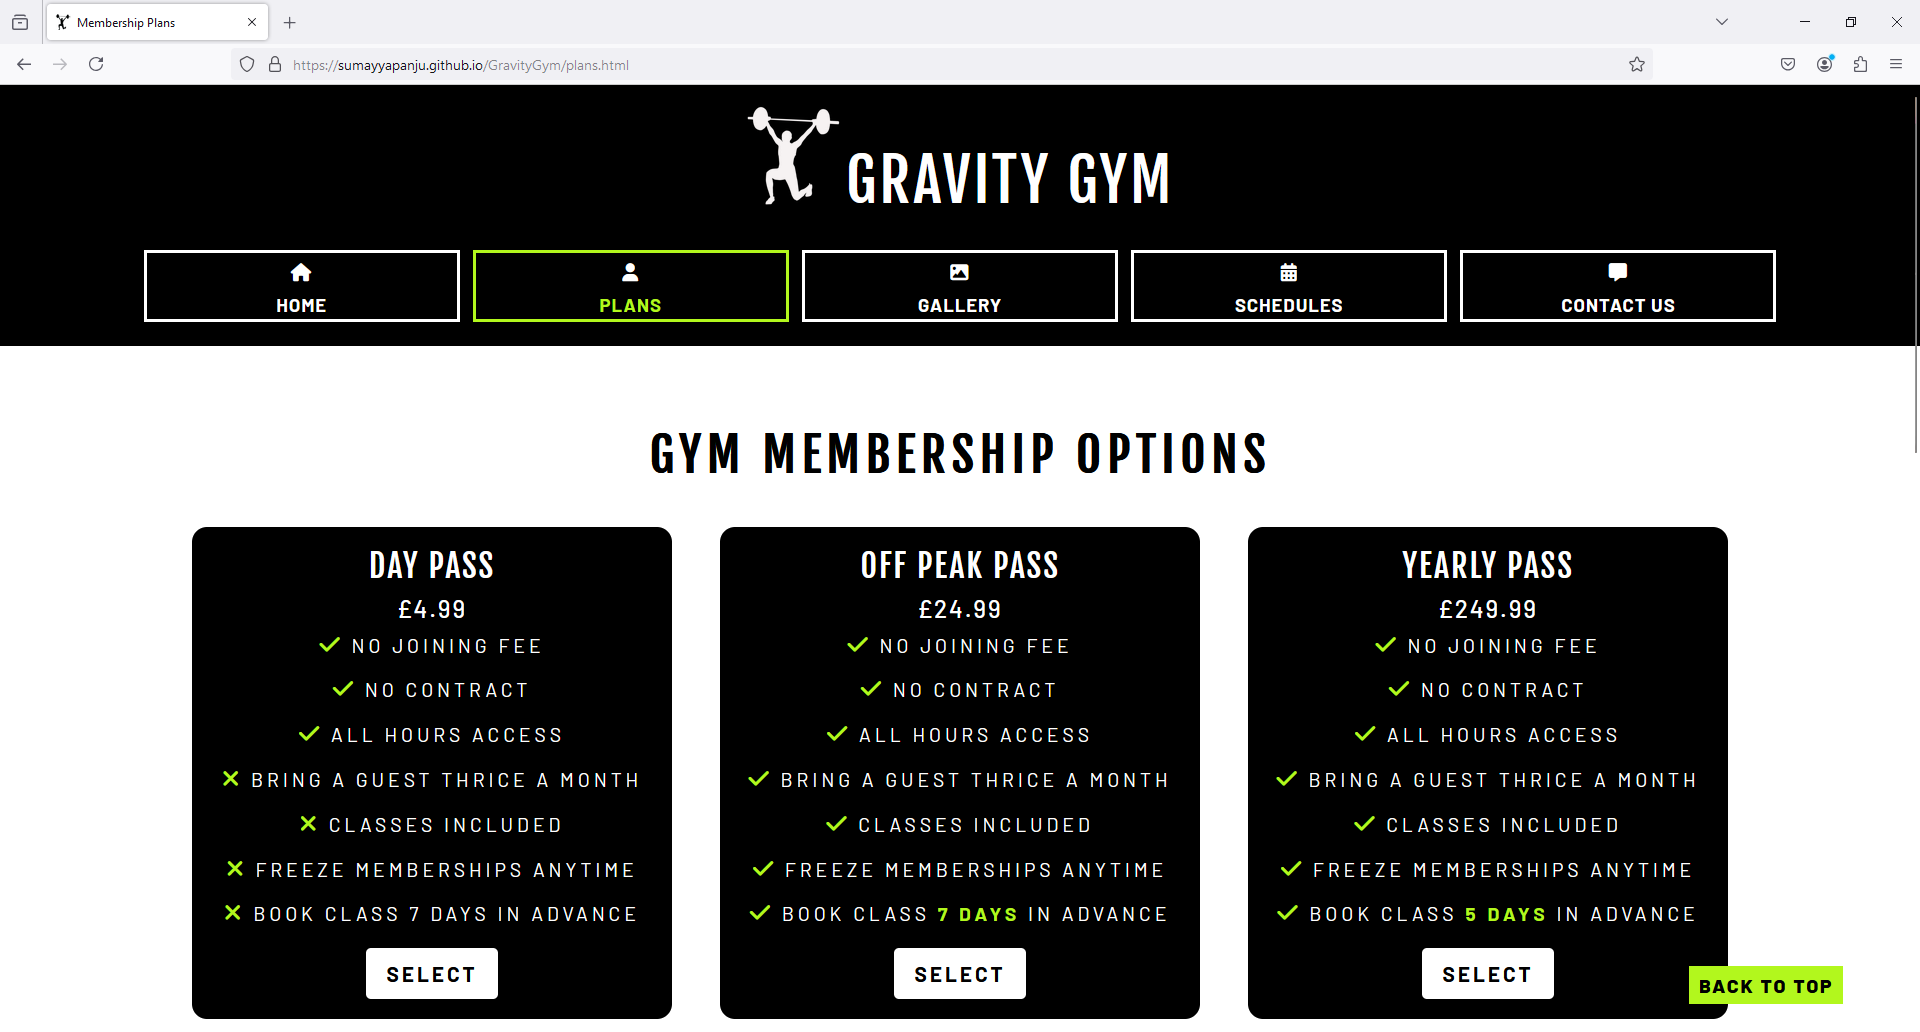 Membership Plans
https://sumayyapanju.github.io/GravityGym/plans.html
GRAVITY GYM
HOME
PLANS
GALLERY
SCHEDULES
CONTACT US
GYM MEMBERSHIP OPTIONS
DAY PASS
£4.99
NO JOINING FEE
NO CONTRACT
ALL HOURS ACCESS
BRING A GUEST THRICE A MONTH
CLASSES INCLUDED
FREEZE MEMBERSHIPS ANYTIME
BOOK CLASS 7 DAYS IN ADVANCE
SELECT
OFF PEAK PASS
£24.99
NO JOINING FEE
NO CONTRACT
ALL HOURS ACCESS
BRING A GUEST THRICE A MONTH
CLASSES INCLUDED
FREEZE MEMBERSHIPS ANYTIME
BOOK CLASS 7 DAYS IN ADVANCE
SELECT
YEARLY PASS
£249.99
NO JOINING FEE
NO CONTRACT
ALL HOURS ACCESS
BRING A GUEST THRICE A MONTH
CLASSES INCLUDED
FREEZE MEMBERSHIPS ANYTIME
BOOK CLASS 5 DAYS IN ADVANCE
SELECT
BACK TO TOP